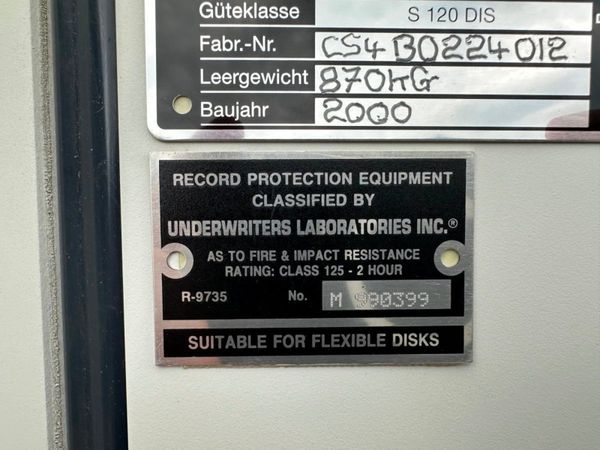 Güteklasse S 120 DIS
Fabr.-Nr. CS4B0224012
Leergewicht 870KG
Baujahr 2000
RECORD PROTECTION EQUIPMENT
CLASSIFIED BY
UNDERWRITERS LABORATORIES INC.®
AS TO FIRE & IMPACT RESISTANCE
RATING: CLASS 125 - 2 HOUR
R-9735 No. M 990399
SUITABLE FOR FLEXIBLE DISKS